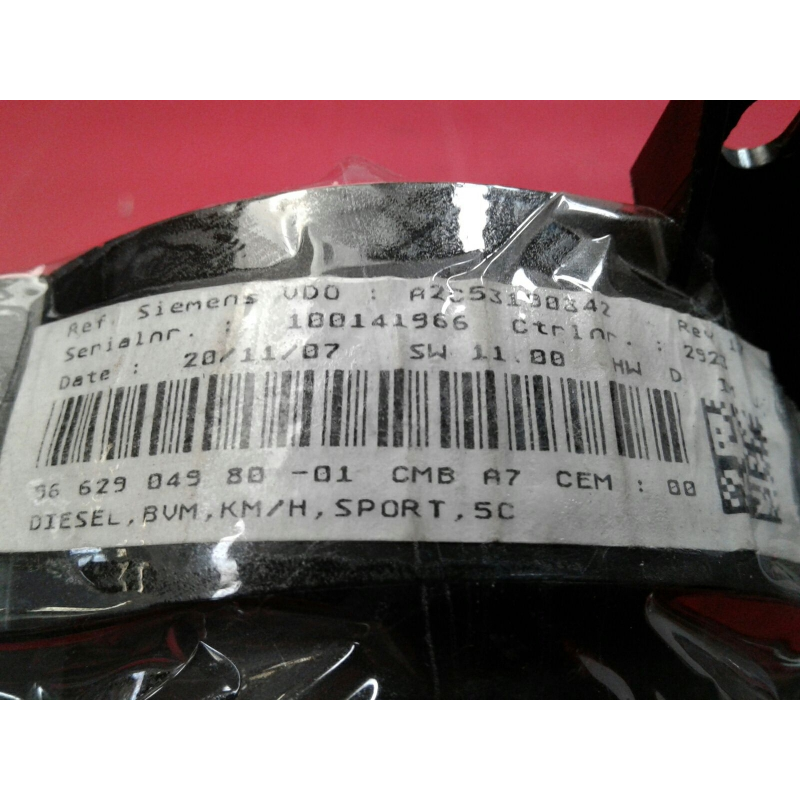 Ref. Siemens VDO : A2C53190342 Rev
Serialnr. : 100141966 Ctrlnr. :
Date : 20/11/07 SW 11.00 HW D
96 629 049 80 -01 CMB A7 CEM : 00
DIESEL,BVM,KM/H,SPORT,5C